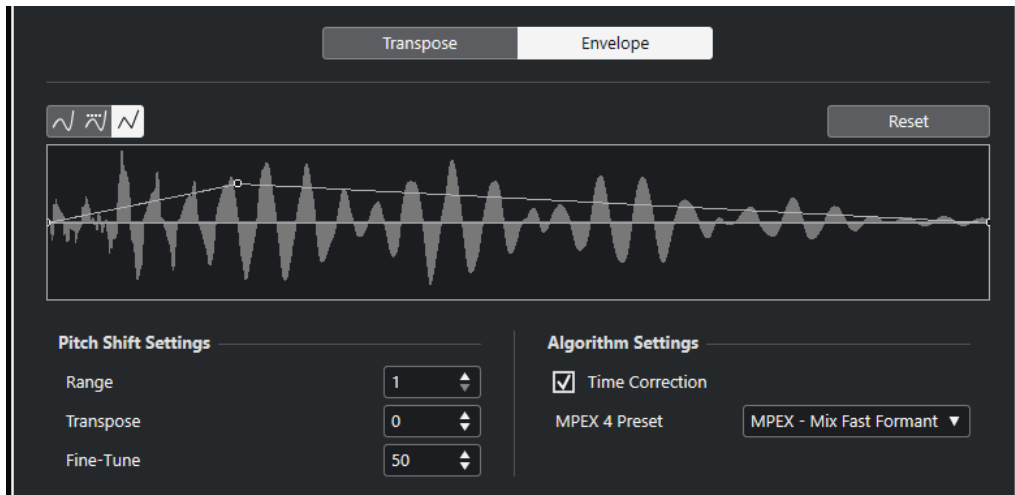 Transpose Envelope
Reset
Pitch Shift Settings
Range 1
Transpose 0
Fine-Tune 50
Algorithm Settings
Time Correction
MPEX 4 Preset MPEX - Mix Fast Formant